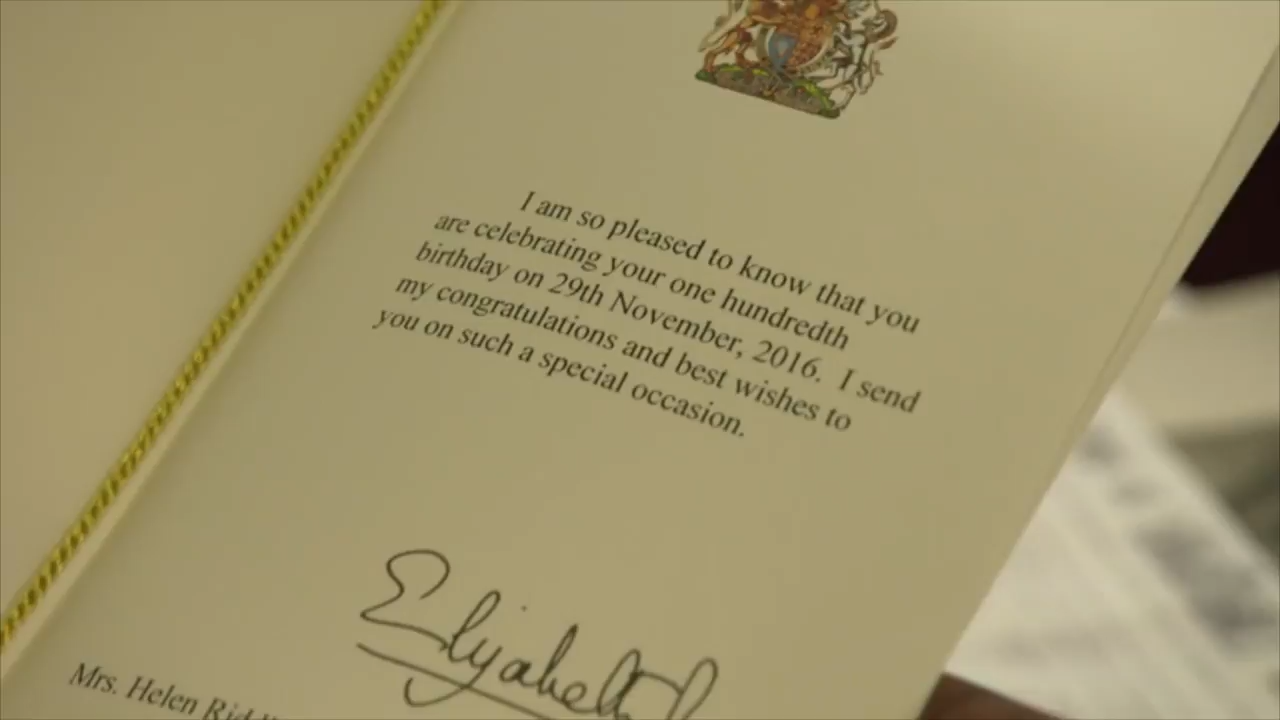 I am so pleased to know that you
are celebrating your one hundredth
birthday on 29th November, 2016. I send
my congratulations and best wishes to
you on such a special occasion.
Elizabeth R
Mrs. Helen